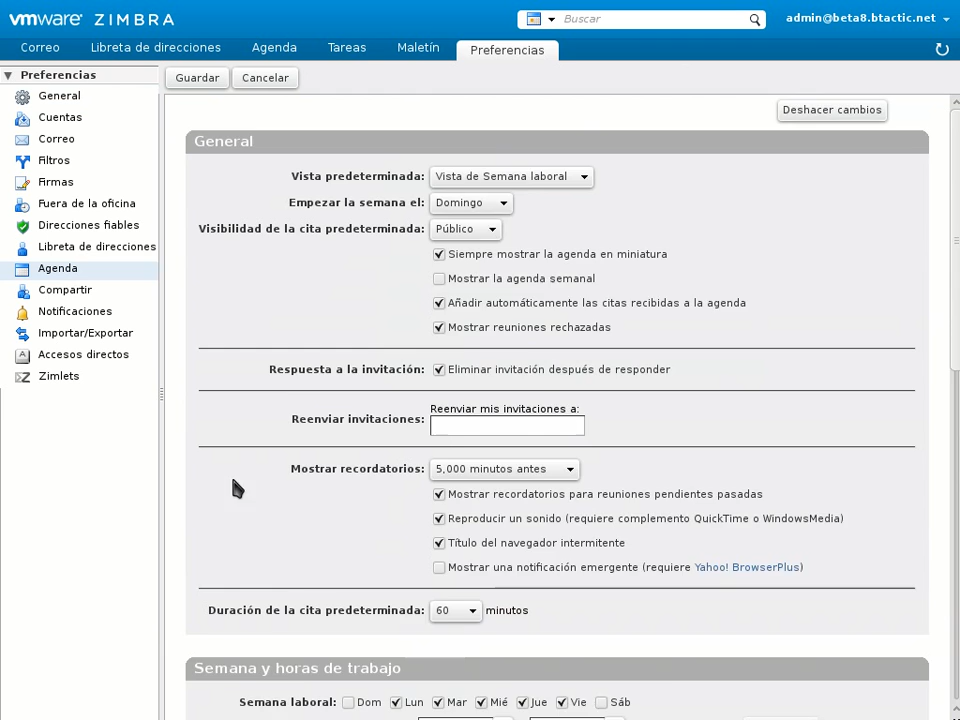 vmware® ZIMBRA
Buscar
admin@beta8.btactic.net
Correo Libreta de direcciones Agenda Tareas Maletín Preferencias
Preferencias
General
Cuentas
Correo
Filtros
Firmas
Fuera de la oficina
Direcciones fiables
Libreta de direcciones
Agenda
Compartir
Notificaciones
Importar/Exportar
Accesos directos
Zimlets
Guardar Cancelar
Deshacer cambios
General
Vista predeterminada: Vista de Semana laboral
Empezar la semana el: Domingo
Visibilidad de la cita predeterminada: Público
Siempre mostrar la agenda en miniatura
Mostrar la agenda semanal
Añadir automáticamente las citas recibidas a la agenda
Mostrar reuniones rechazadas
Respuesta a la invitación: Eliminar invitación después de responder
Reenviar mis invitaciones a:
Reenviar invitaciones:
Mostrar recordatorios: 5,000 minutos antes
Mostrar recordatorios para reuniones pendientes pasadas
Reproducir un sonido (requiere complemento QuickTime o WindowsMedia)
Título del navegador intermitente
Mostrar una notificación emergente (requiere Yahoo! BrowserPlus)
Duración de la cita predeterminada: 60 minutos
Semana y horas de trabajo
Semana laboral: Dom Lun Mar Mié Jue Vie Sáb